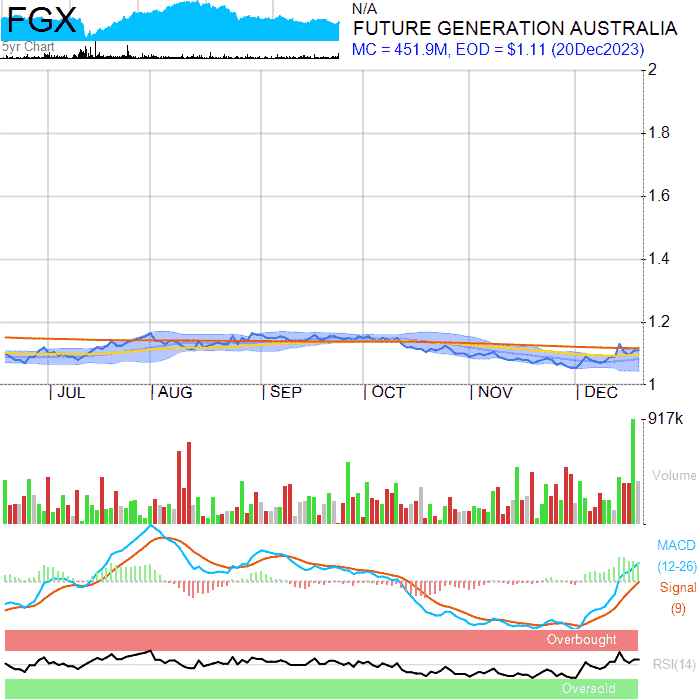 FGX
5yr Chart
N/A
FUTURE GENERATION AUSTRALIA
MC = 451.9M, EOD = $1.11 (20Dec2023)
2
1.8
1.6
1.4
1.2
1
JUL AUG SEP OCT NOV DEC
917k
Volume
MACD
(12-26)
Signal
(9)
Overbought
RSI(14)
Oversold